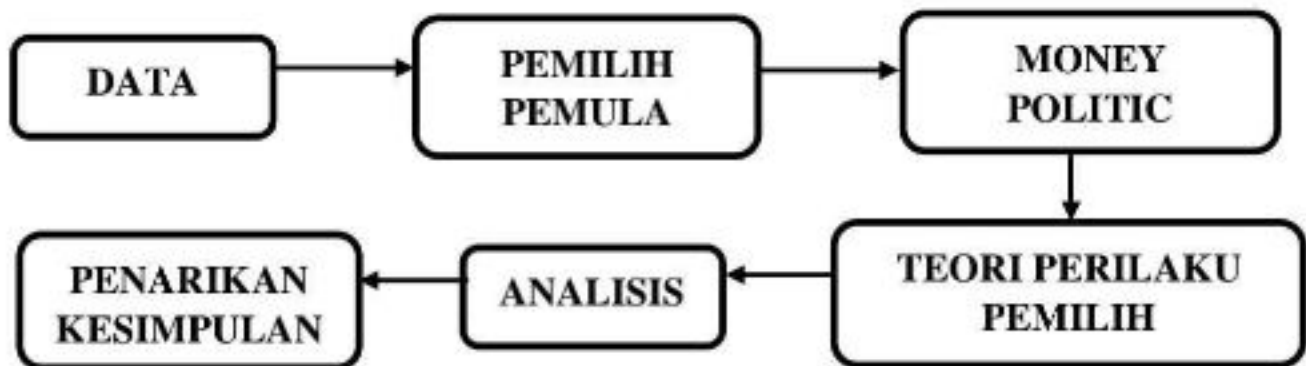 DATA
PEMILIH
PEMULA
MONEY
POLITIC
TEORI PERILAKU
PEMILIH
ANALISIS
PENARIKAN
KESIMPULAN